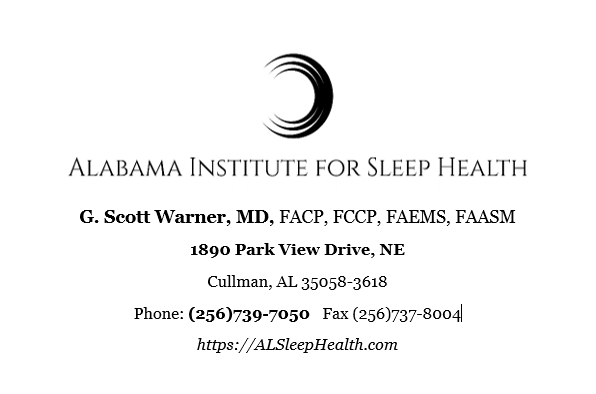 ALABAMA INSTITUTE FOR SLEEP HEALTH
G. Scott Warner, MD, FACP, FCCP, FAEMS, FAASM
1890 Park View Drive, NE
Cullman, AL 35058-3618
Phone: (256)739-7050 Fax (256)737-8004
https://ALSleepHealth.com